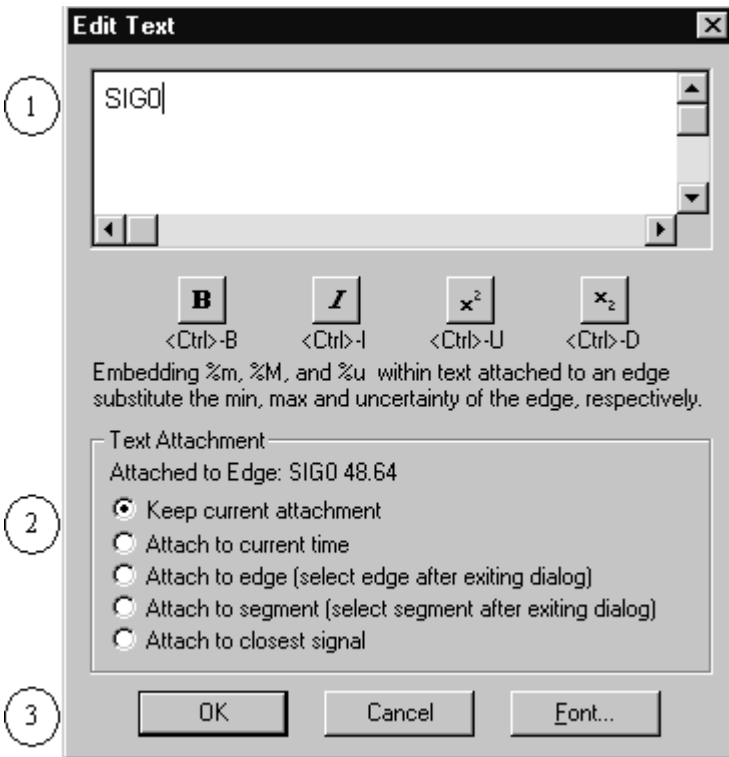 Edit Text
1
SIG0
B I x² x₂
<Ctrl>-B <Ctrl>-I <Ctrl>-U <Ctrl>-D
Embedding %m, %M, and %u within text attached to an edge
substitute the min, max and uncertainty of the edge, respectively.
Text Attachment
Attached to Edge: SIG0 48.64
2
Keep current attachment
Attach to current time
Attach to edge (select edge after exiting dialog)
Attach to segment (select segment after exiting dialog)
Attach to closest signal
3
OK Cancel Font...